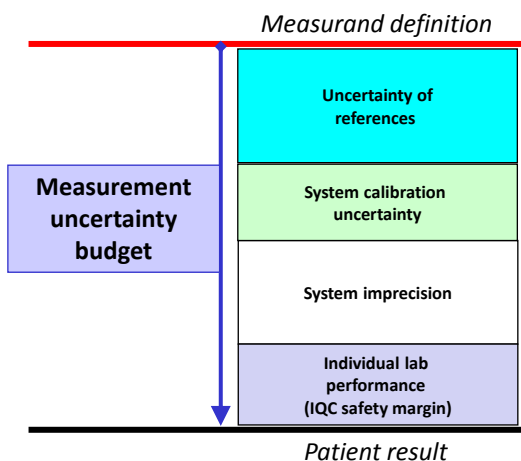 Measurand definition
Uncertainty of
references
Measurement
uncertainty
budget
System calibration
uncertainty
System imprecision
Individual lab
performance
(IQC safety margin)
Patient result